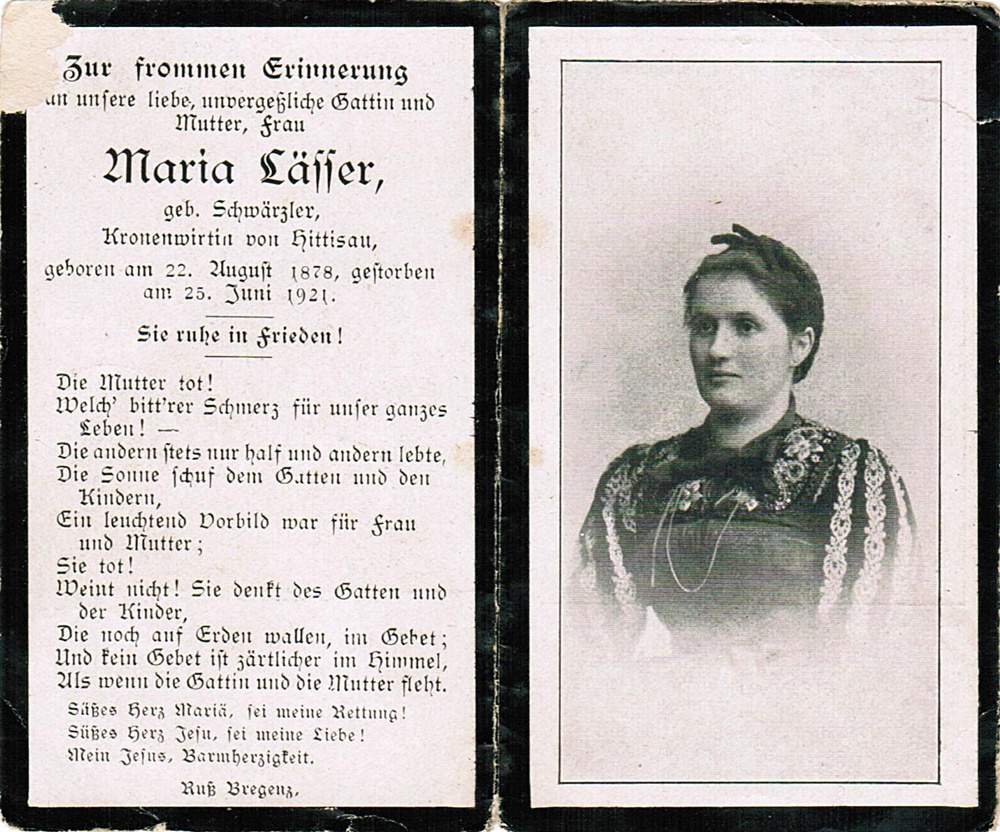 Zur frommen Erinnerung
an unsere liebe, unvergeßliche Gattin und
Mutter, Frau
Maria Lässer,
geb. Schwärzler,
Kronenwirtin von Hittisau,
geboren am 22. August 1878, gestorben
am 25. Juni 1921.
Sie ruhe in Frieden!
Die Mutter tot!
Welch' bitt'rer Schmerz für unser ganzes
Leben! —
Die andern stets nur half und andern lebte,
Die Sonne schuf dem Gatten und den
Kindern,
Ein leuchtend Vorbild war für Frau
und Mutter;
Sie tot!
Weint nicht! Sie denkt des Gatten und
der Kinder,
Die noch auf Erden wallen, im Gebet;
Und kein Gebet ist zärtlicher im Himmel,
Als wenn die Gattin und die Mutter fleht.
Süßes Herz Mariä, sei meine Rettung!
Süßes Herz Jesu, sei meine Liebe!
Mein Jesus, Barmherzigkeit.
Ruß Bregenz.